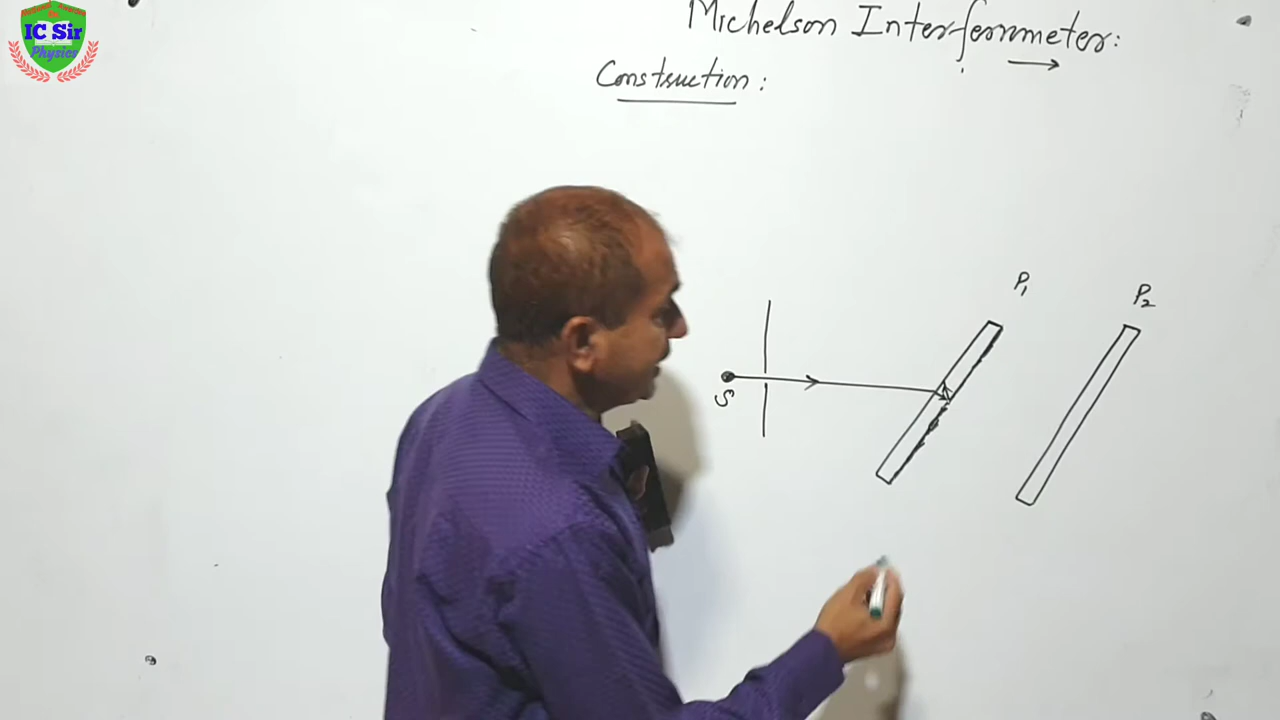 IC Sir
Physics
Michelson Interferometer:
Construction:
P1
P2
S